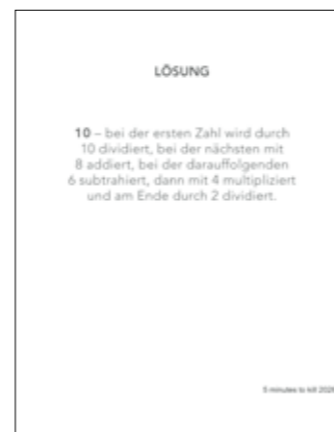 LÖSUNG
10 – bei der ersten Zahl wird durch
10 dividiert, bei der nächsten mit
8 addiert, bei der darauffolgenden
6 subtrahiert, dann mit 4 multipliziert
und am Ende durch 2 dividiert.
5 minutes to kill 2026